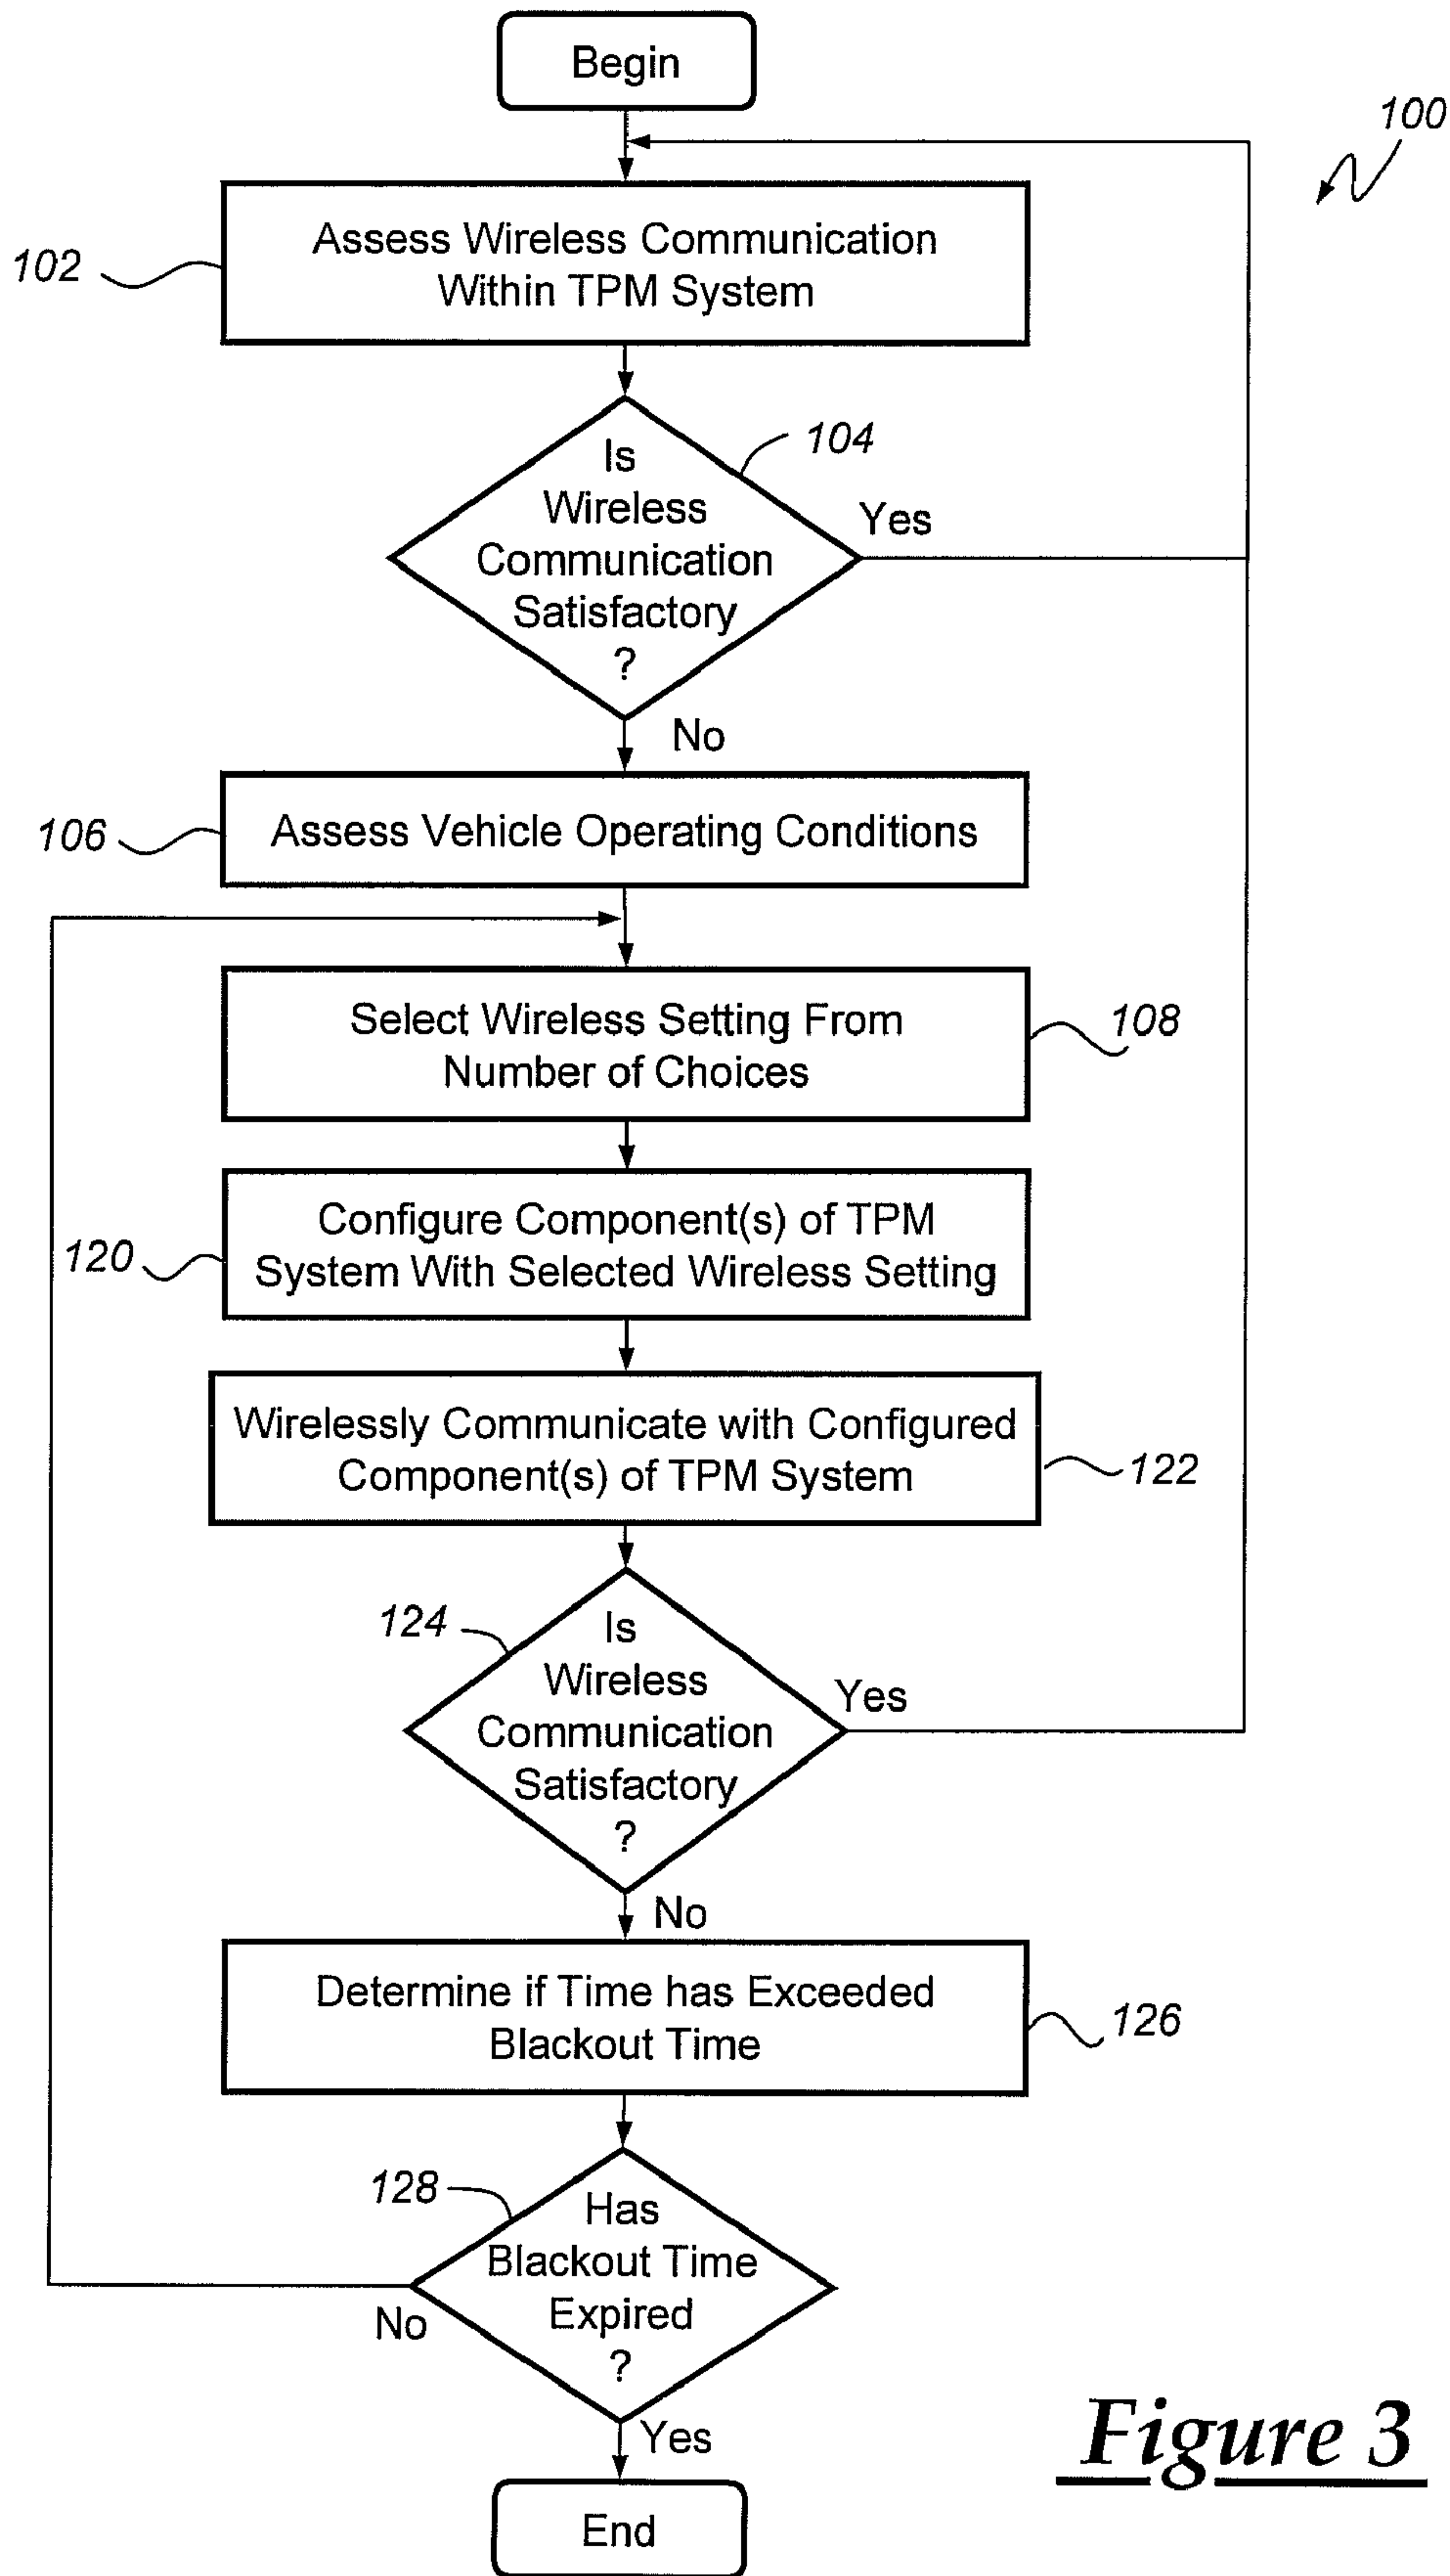 Begin
100
Assess Wireless Communication
Within TPM System
102
Is
Wireless
Communication
Satisfactory
?
104
Yes
No
Assess Vehicle Operating Conditions
106
Select Wireless Setting From
Number of Choices
108
Configure Component(s) of TPM
System With Selected Wireless Setting
120
Wirelessly Communicate with Configured
Component(s) of TPM System
122
124
Is
Wireless
Communication
Satisfactory
?
Yes
No
Determine if Time has Exceeded
Blackout Time
126
128
Has
Blackout Time
Expired
?
No
Yes
End
Figure 3